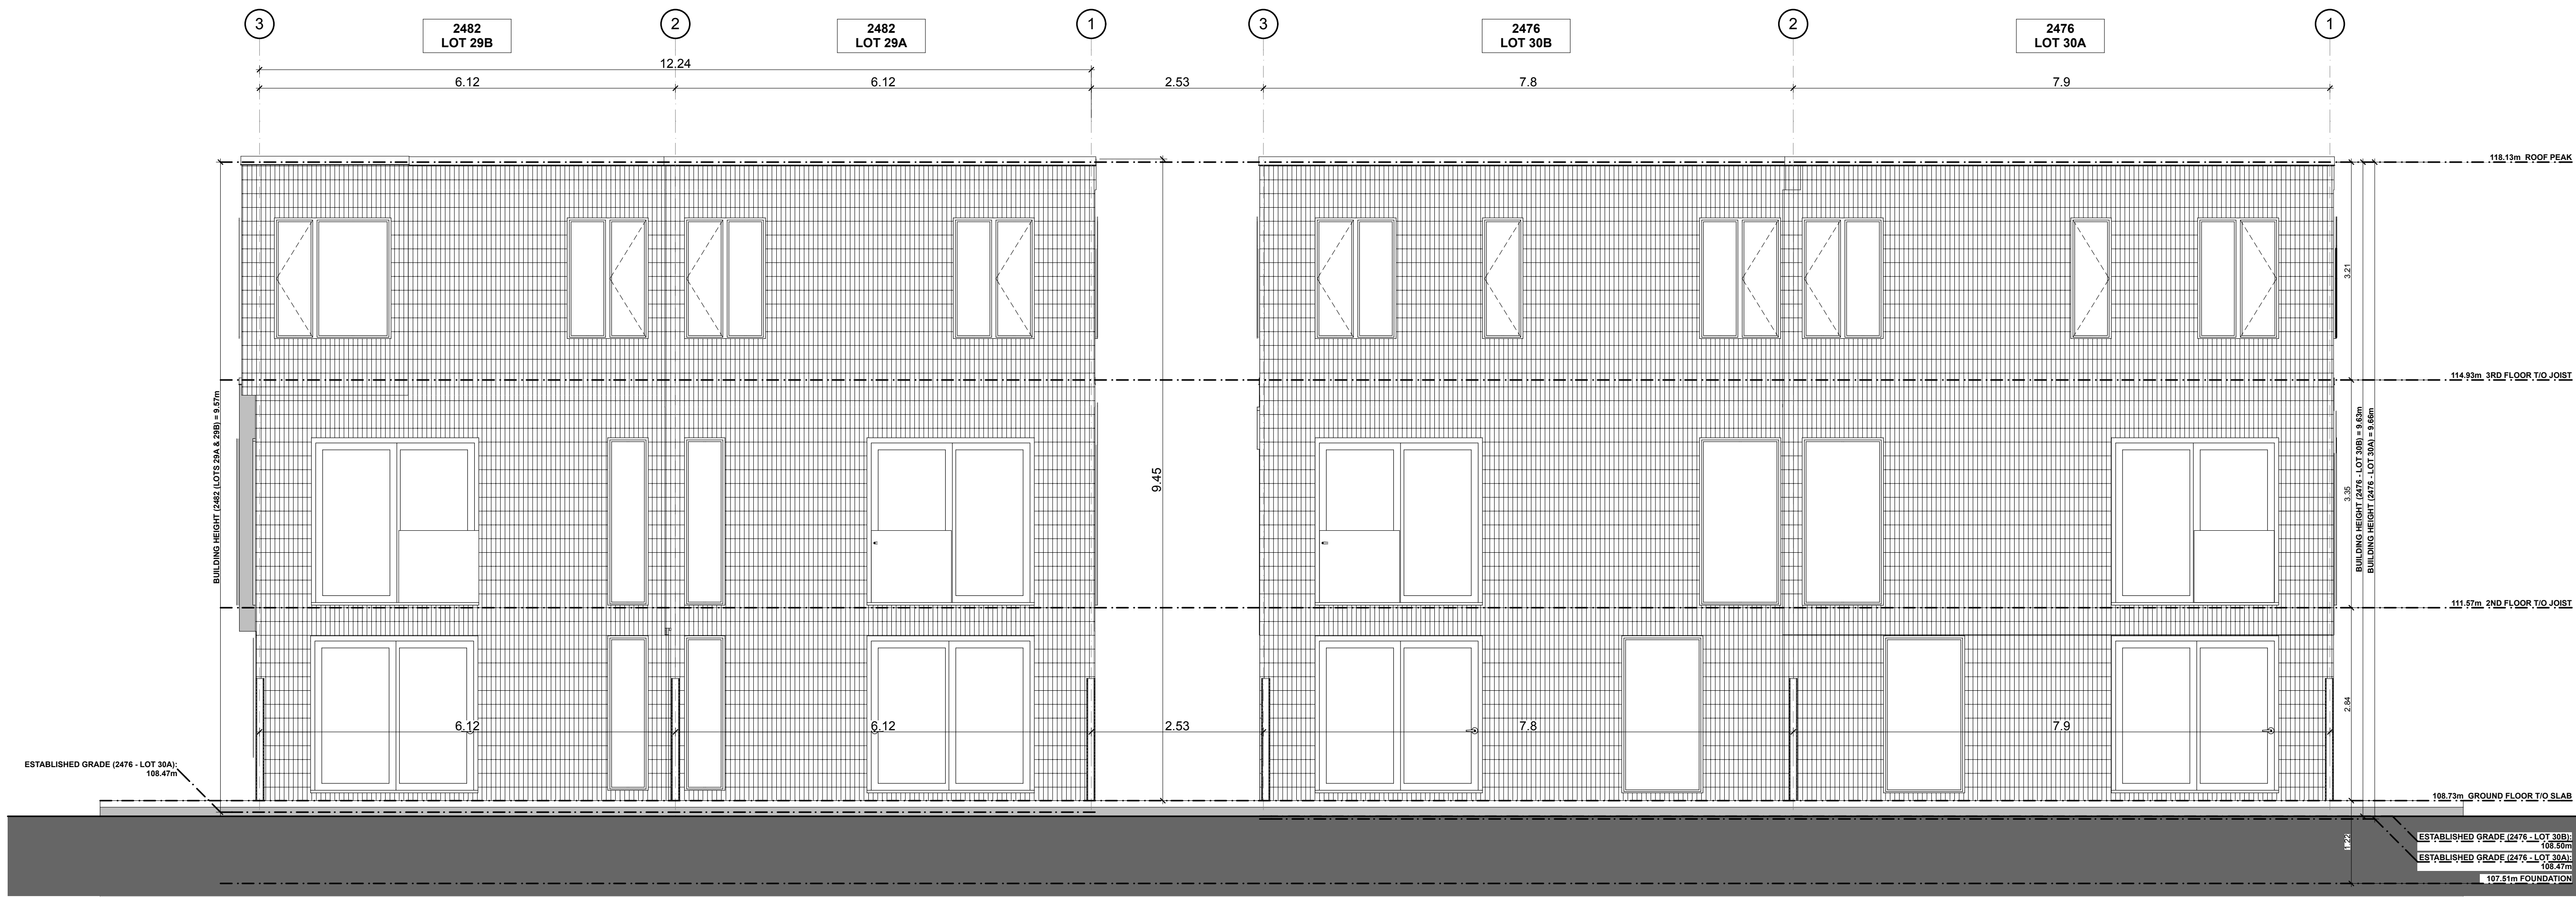 3
2482
LOT 29B
2
2482
LOT 29A
1
3
2476
LOT 30B
2
2476
LOT 30A
1
12.24
6.12
6.12
2.53
7.8
7.9
118.13m ROOF PEAK
3.21
114.93m 3RD FLOOR T/O JOIST
BUILDING HEIGHT (2482 (LOTS 29A & 29B) = 9.57m
9.45
3.35
BUILDING HEIGHT (2476 - LOT 30B) = 9.63m
BUILDING HEIGHT (2476 - LOT 30A) = 9.66m
111.57m 2ND FLOOR T/O JOIST
2.84
6.12
6.12
2.53
7.8
7.9
ESTABLISHED GRADE (2476 - LOT 30A):
108.47m
108.73m GROUND FLOOR T/O SLAB
1.22
ESTABLISHED GRADE (2476 - LOT 30B):
108.50m
ESTABLISHED GRADE (2476 - LOT 30A):
108.47m
107.51m FOUNDATION